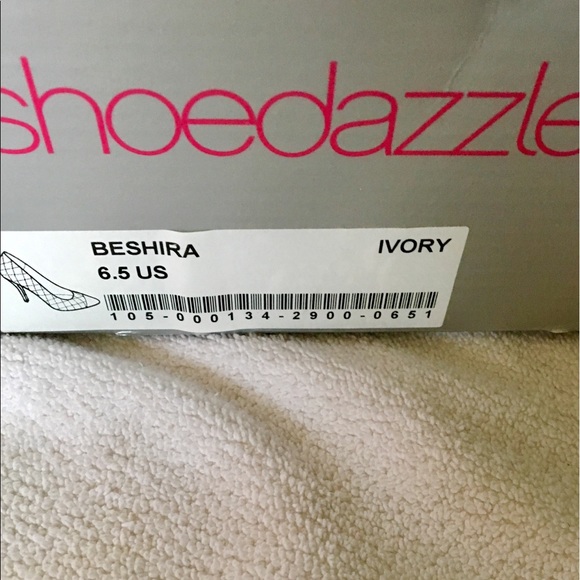 shoedazzle
BESHIRA
IVORY
6.5 US
105-000134-2900-0651